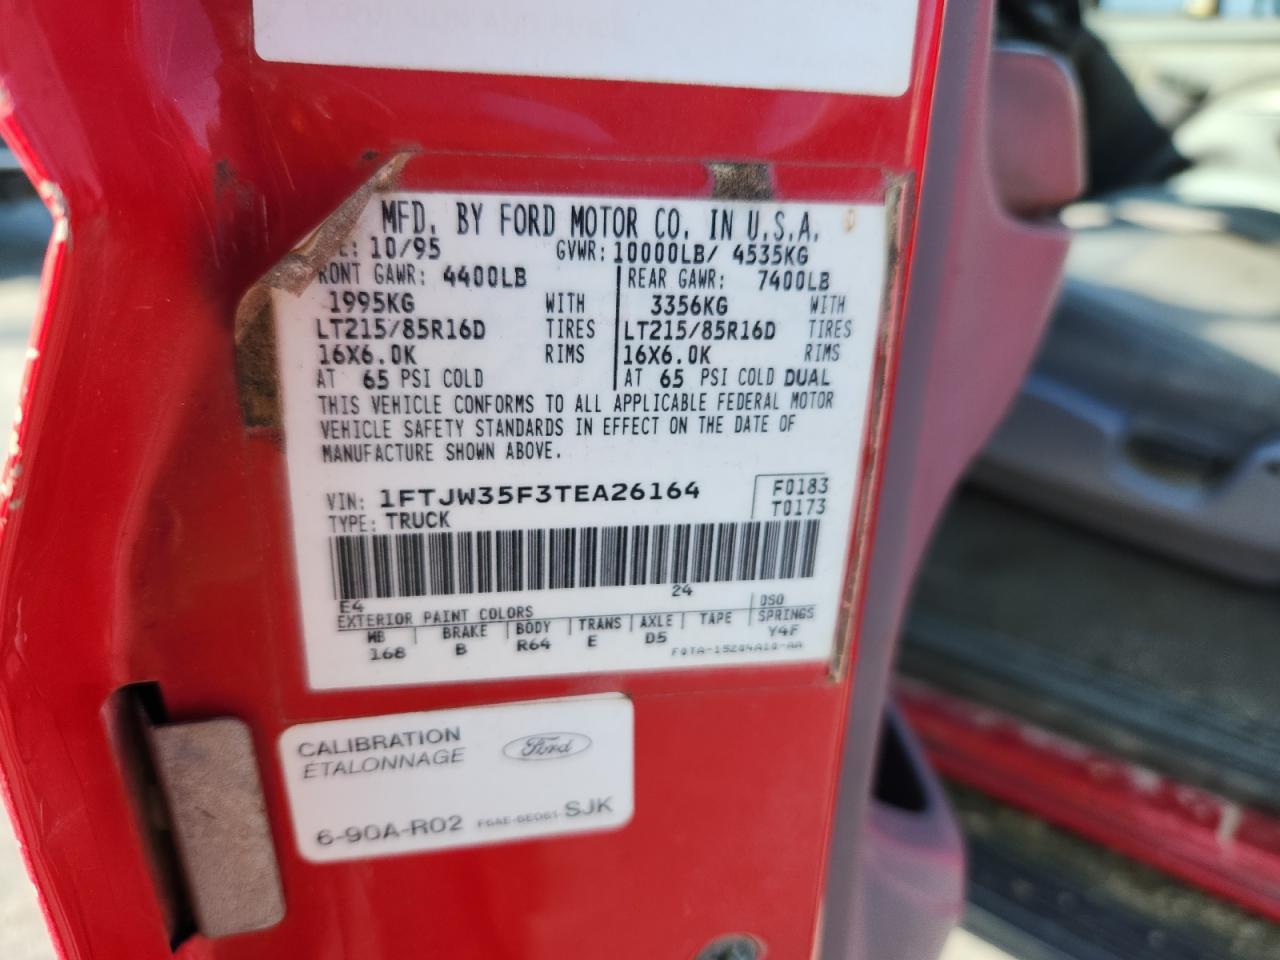 MFD. BY FORD MOTOR CO. IN U.S.A.
E: 10/95 GVWR: 10000LB/ 4535KG
RONT GAWR: 4400LB REAR GAWR: 7400LB
1995KG WITH 3356KG WITH
LT215/85R16D TIRES LT215/85R16D TIRES
16X6.0K RIMS 16X6.0K RIMS
AT 65 PSI COLD AT 65 PSI COLD DUAL
THIS VEHICLE CONFORMS TO ALL APPLICABLE FEDERAL MOTOR
VEHICLE SAFETY STANDARDS IN EFFECT ON THE DATE OF
MANUFACTURE SHOWN ABOVE.
VIN: 1FTJW35F3TEA26164 F0183
TYPE: TRUCK T0173
E4 24
EXTERIOR PAINT COLORS DSO
WB BRAKE BODY TRANS AXLE TAPE SPRINGS
168 B R64 E D5 Y4F
CALIBRATION Ford
ÉTALONNAGE
6-90A-R02 SJK